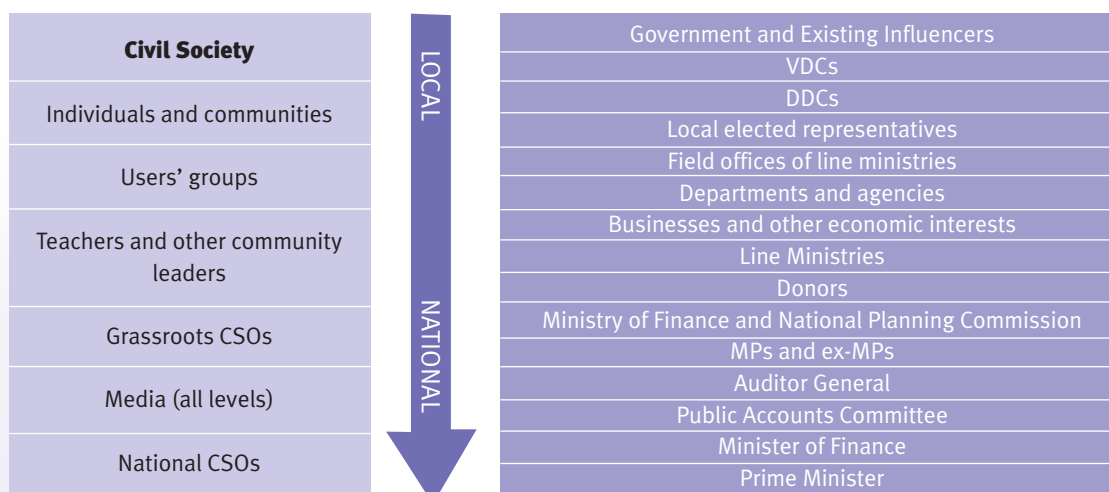 Civil Society
Individuals and communities
Users’ groups
Teachers and other community
leaders
Grassroots CSOs
Media (all levels)
National CSOs
LOCAL
NATIONAL
Government and Existing Influencers
VDCs
DDCs
Local elected representatives
Field offices of line ministries
Departments and agencies
Businesses and other economic interests
Line Ministries
Donors
Ministry of Finance and National Planning Commission
MPs and ex-MPs
Auditor General
Public Accounts Committee
Minister of Finance
Prime Minister